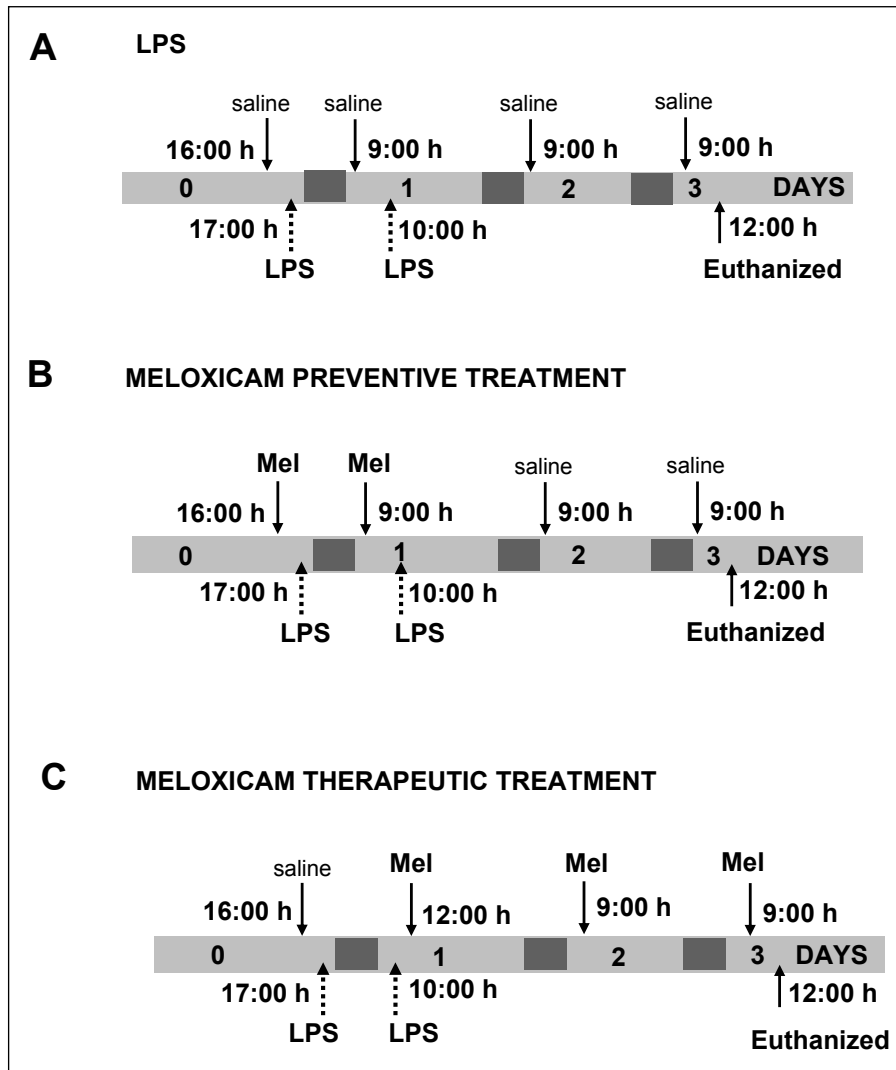 A LPS
saline saline saline saline
16:00 h 9:00 h 9:00 h 9:00 h
0 1 2 3 DAYS
17:00 h 10:00 h 12:00 h
LPS LPS Euthanized
B MELOXICAM PREVENTIVE TREATMENT
Mel Mel saline saline
16:00 h 9:00 h 9:00 h 9:00 h
0 1 2 3 DAYS
17:00 h 10:00 h 12:00 h
LPS LPS Euthanized
C MELOXICAM THERAPEUTIC TREATMENT
saline Mel Mel Mel
16:00 h 12:00 h 9:00 h 9:00 h
0 1 2 3 DAYS
17:00 h 10:00 h 12:00 h
LPS LPS Euthanized